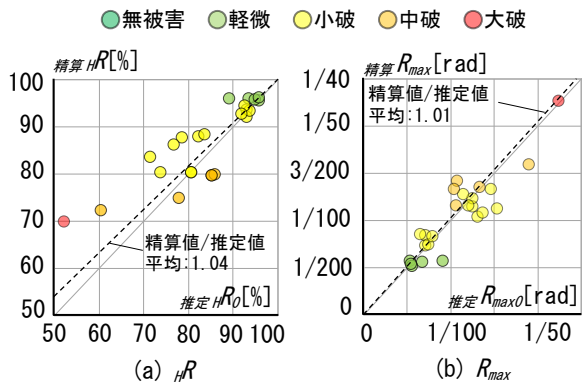 無被害 軽微 小破 中破 大破
精算 HR[%]
100
90
80
70
60
50
精算値/推定値
平均:1.04
推定 HR0[%]
50 60 70 80 90 100
(a) HR
精算 Rmax[rad]
1/40
1/50
3/200
1/100
1/200
0
精算値/推定値
平均:1.01
推定 Rmax0[rad]
0 1/100 1/50
(b) Rmax